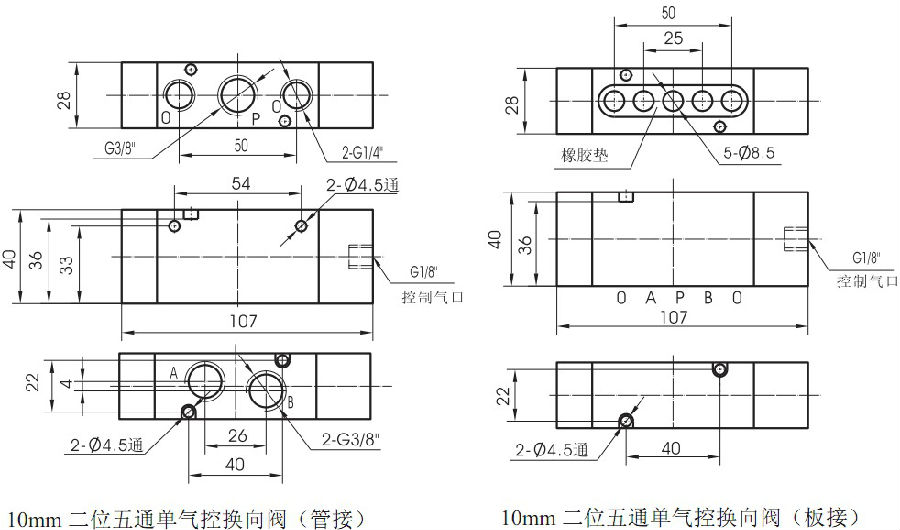 28
O
P
O
G3/8"
50
2-G1/4"
54
2-Ø4.5通
40
36
33
G1/8"
控制气口
107
22
4
A
B
2-Ø4.5通
26
2-G3/8"
40
10mm 二位五通单气控换向阀（管接）
50
25
28
橡胶垫
5-Ø8.5
40
36
G1/8"
控制气口
O A P B O
107
22
2-Ø4.5通
40
10mm 二位五通单气控换向阀（板接）